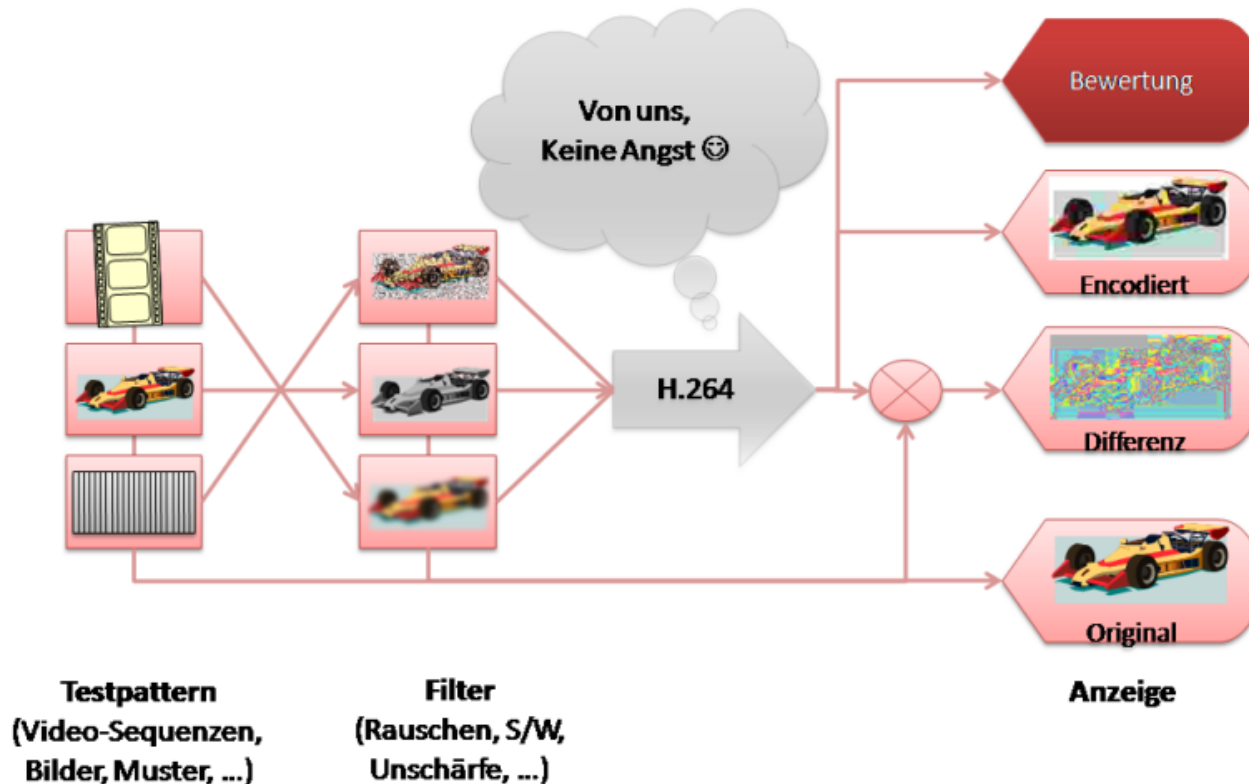 Von uns,
Keine Angst ☺
Bewertung
Encodiert
H.264
Differenz
Original
Testpattern
(Video-Sequenzen,
Bilder, Muster, ...)
Filter
(Rauschen, S/W,
Unschärfe, ...)
Anzeige